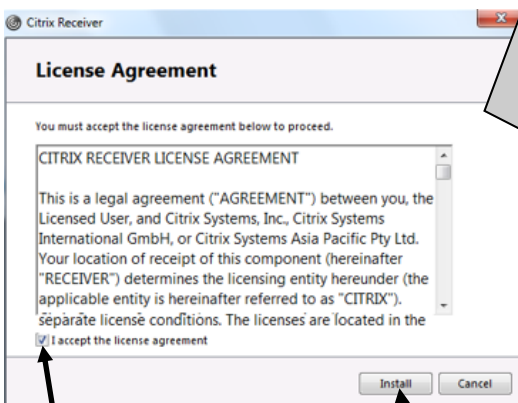 Citrix Receiver
License Agreement
You must accept the license agreement below to proceed.
CITRIX RECEIVER LICENSE AGREEMENT
This is a legal agreement ("AGREEMENT") between you, the
Licensed User, and Citrix Systems, Inc., Citrix Systems
International GmbH, or Citrix Systems Asia Pacific Pty Ltd.
Your location of receipt of this component (hereinafter
"RECEIVER") determines the licensing entity hereunder (the
applicable entity is hereinafter referred to as "CITRIX").
separate license conditions. The licenses are located in the
I accept the license agreement
Install Cancel